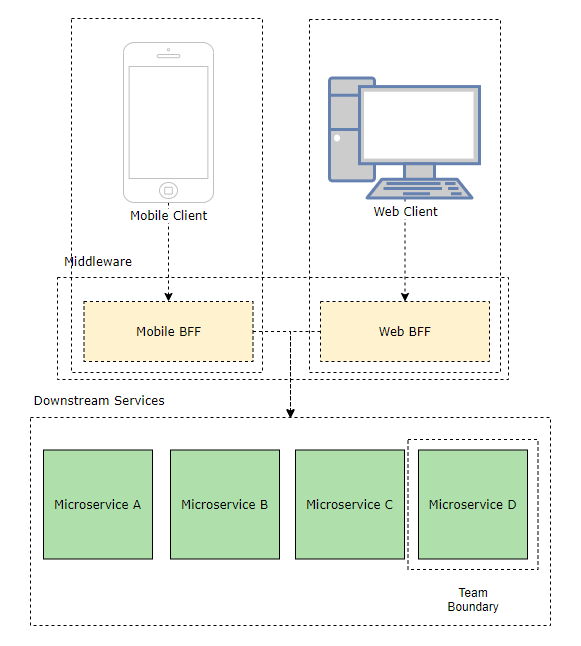 Mobile Client
Web Client
Middleware
Mobile BFF
Web BFF
Downstream Services
Microservice A
Microservice B
Microservice C
Microservice D
Team
Boundary